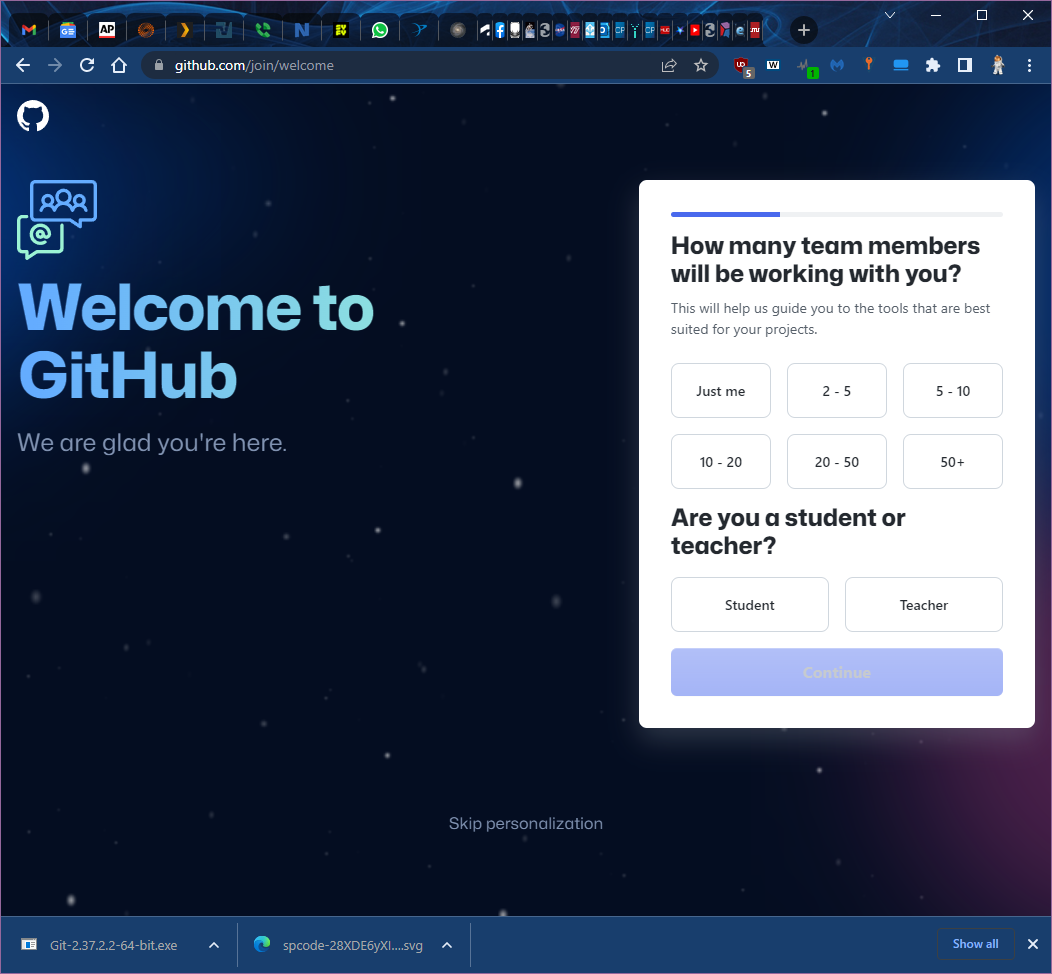 AP
github.com/join/welcome
5
W
1
Welcome to
GitHub
We are glad you're here.
How many team members
will be working with you?
This will help us guide you to the tools that are best
suited for your projects.
Just me
2 - 5
5 - 10
10 - 20
20 - 50
50+
Are you a student or
teacher?
Student
Teacher
Continue
Skip personalization
Git-2.37.2.2-64-bit.exe
spcode-28XDE6yXI....svg
Show all